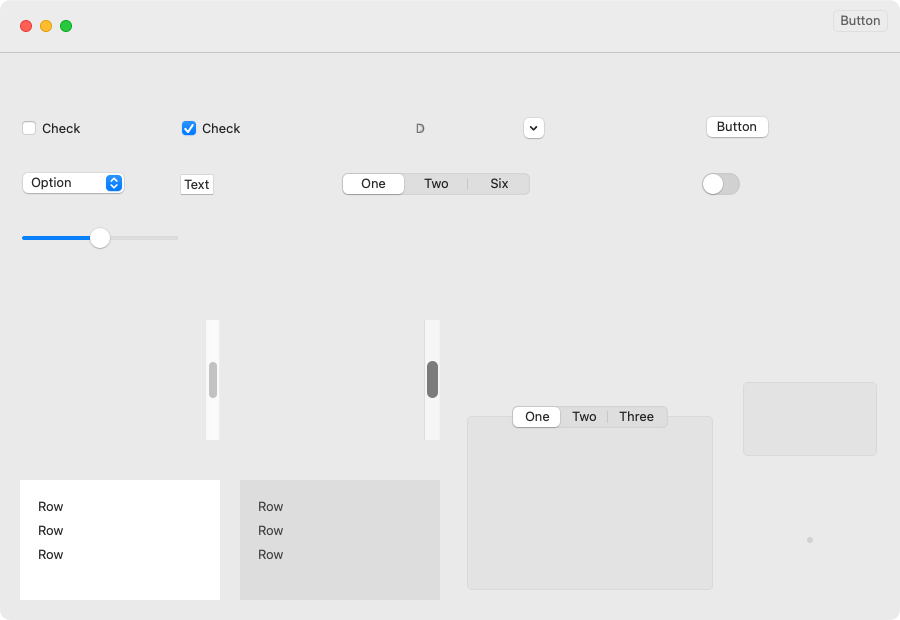 Button
Check
Check
D
Button
Option
Text
One Two Six
One Two Three
Row
Row
Row
Row
Row
Row